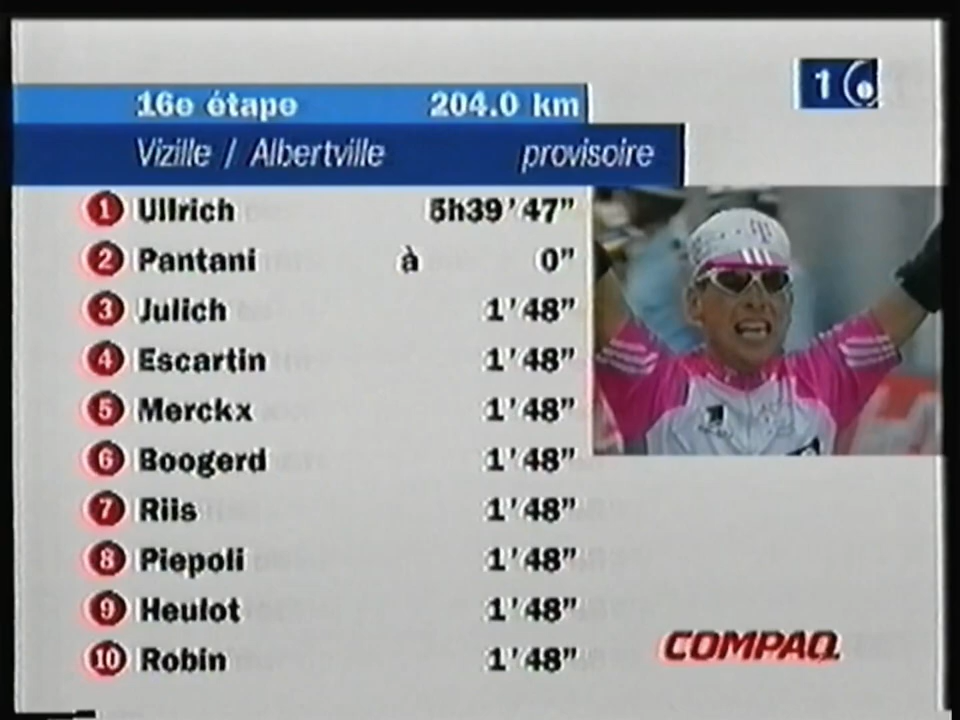 1
16e étape 204.0 km
Vizille / Albertville provisoire
1 Ullrich 5h39'47"
2 Pantani à 0"
3 Julich 1'48"
4 Escartin 1'48"
5 Merckx 1'48"
6 Boogerd 1'48"
7 Riis 1'48"
8 Piepoli 1'48"
9 Heulot 1'48"
10 Robin 1'48"
COMPAQ